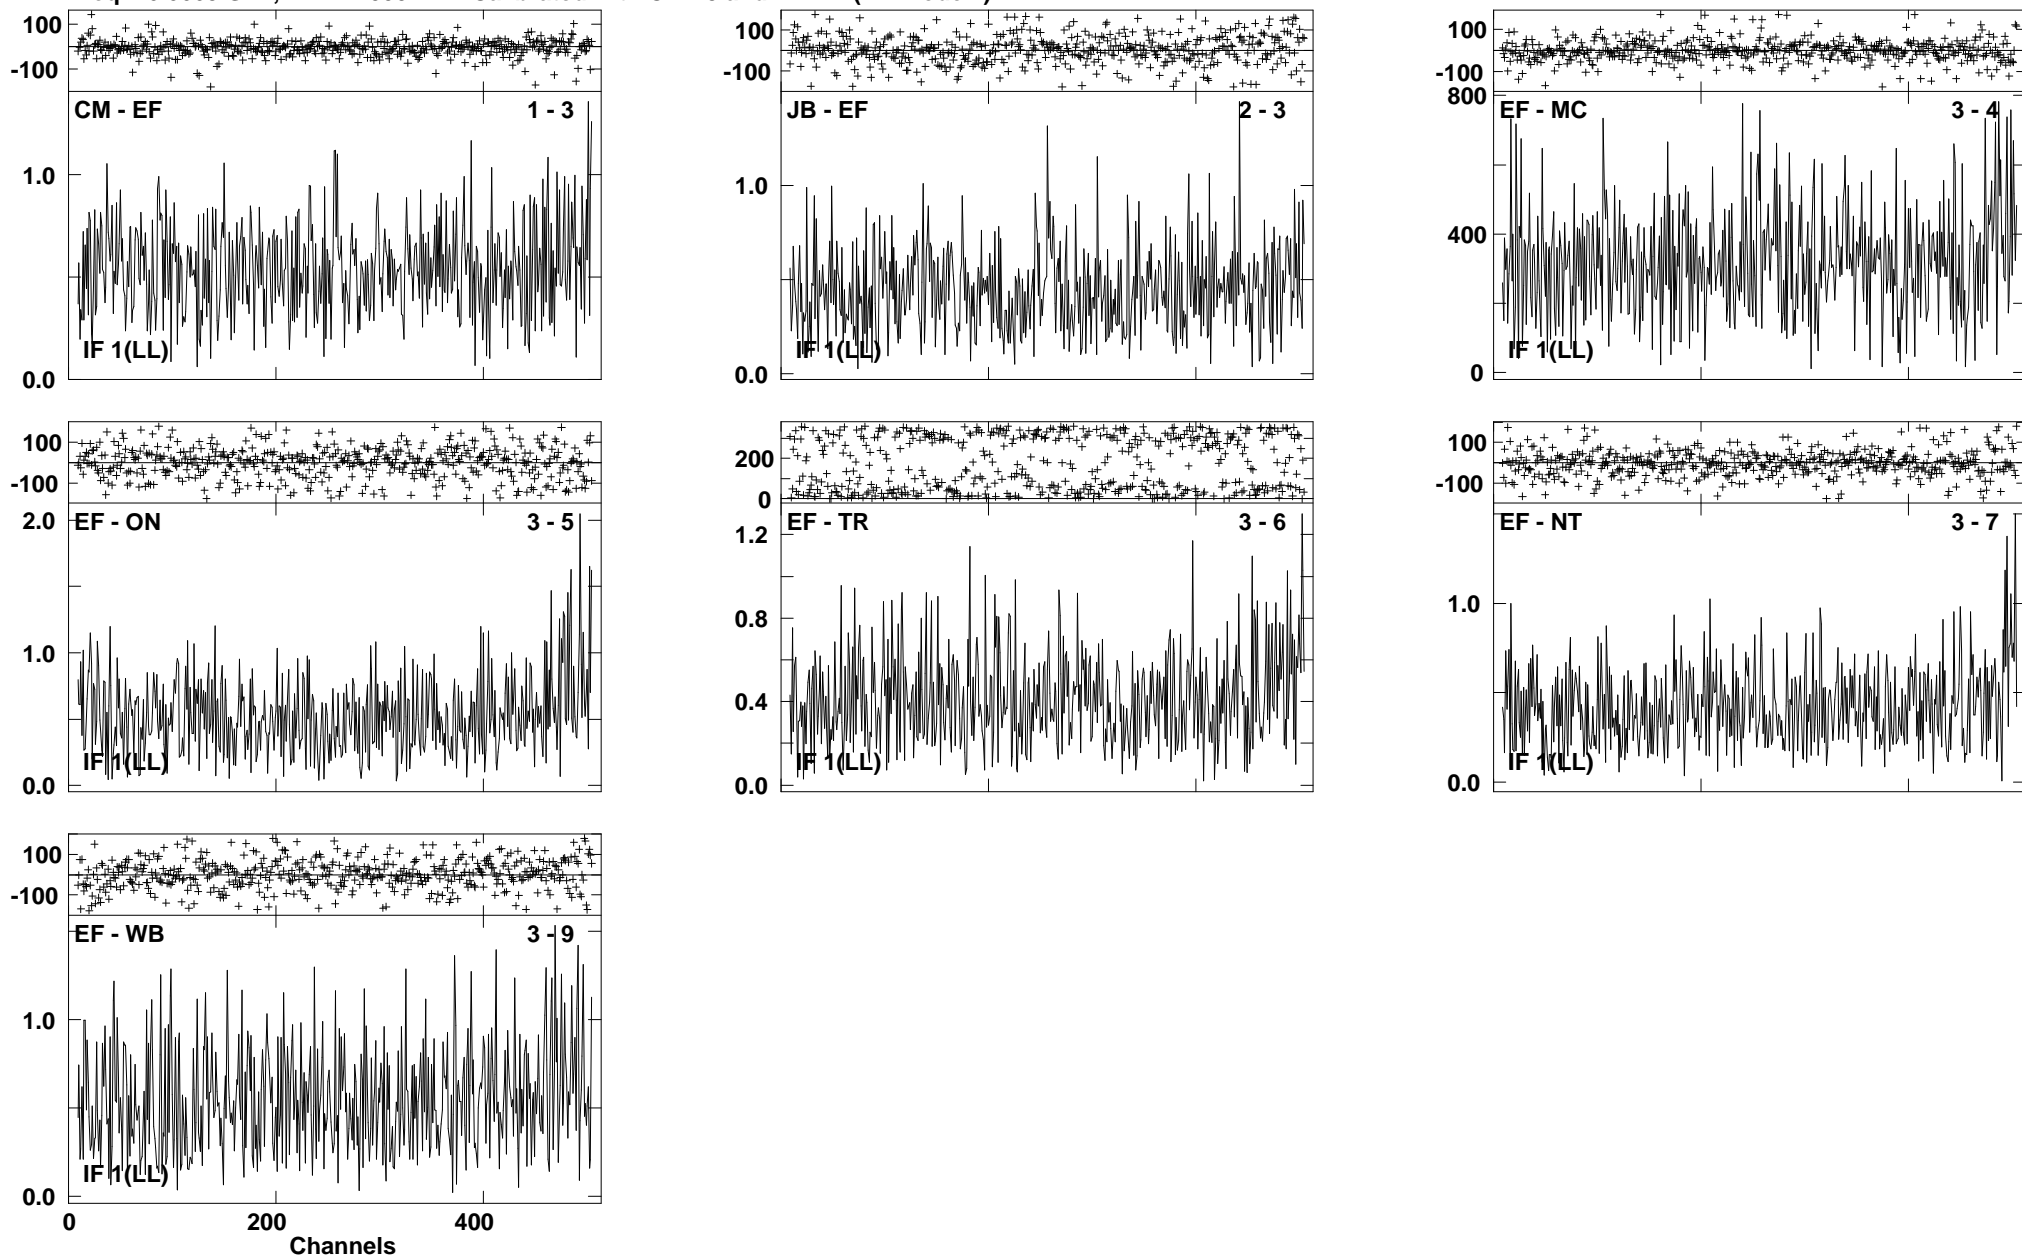 100
-100
CM - EF 1 - 3
1.0
IF 1(LL)
0.0
100
-100
JB - EF 2 - 3
1.0
IF 1(LL)
0.0
100
-100
800
EF - MC 3 - 4
400
IF 1(LL)
0
100
-100
2.0
EF - ON 3 - 5
1.0
IF 1(LL)
0.0
200
0
EF - TR 3 - 6
1.2
0.8
0.4
IF 1(LL)
0.0
100
-100
EF - NT 3 - 7
1.0
IF 1(LL)
0.0
100
-100
EF - WB 3 - 9
1.0
IF 1(LL)
0.0
0 200 400
Channels